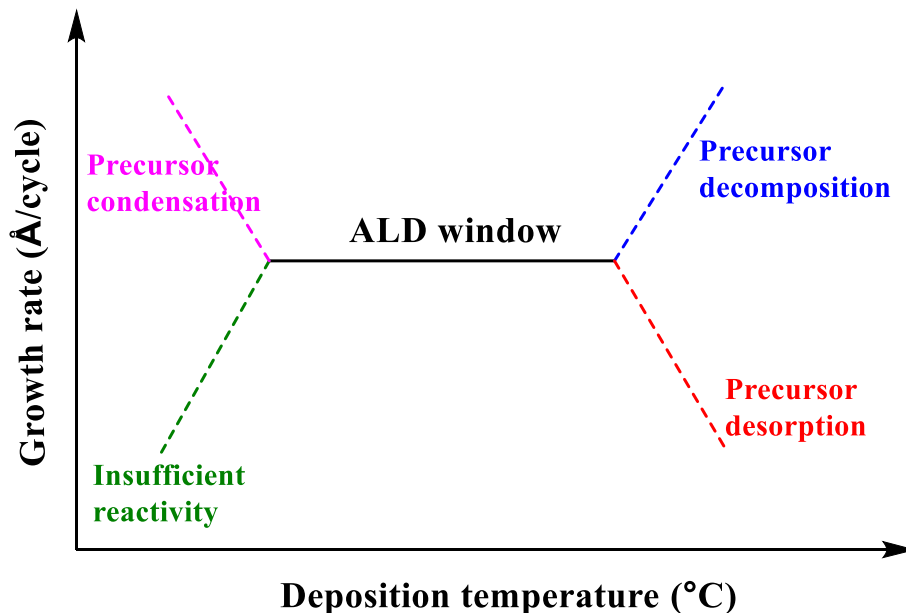 Growth rate (Å/cycle)
Precursor
condensation
ALD window
Precursor
decomposition
Insufficient
reactivity
Precursor
desorption
Deposition temperature (°C)